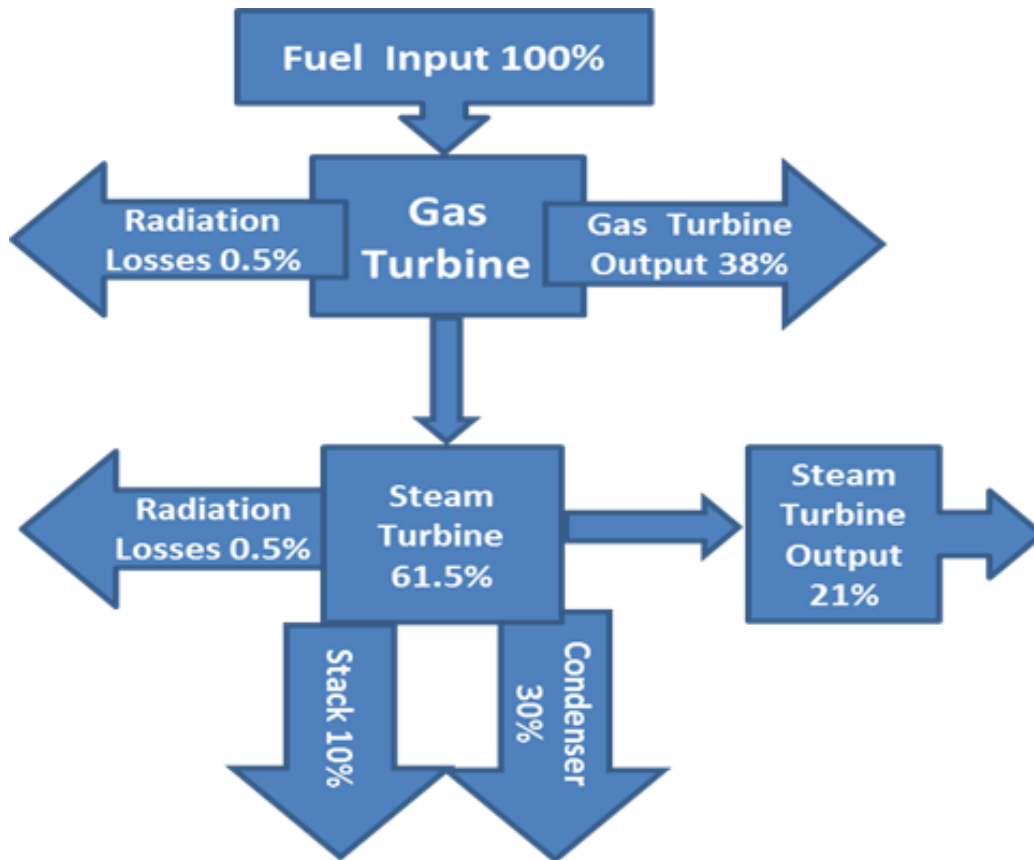 Fuel Input 100%
Gas
Turbine
Radiation
Losses 0.5%
Gas Turbine
Output 38%
Radiation
Losses 0.5%
Steam
Turbine
61.5%
Steam
Turbine
Output
21%
Stack 10%
Condenser
30%